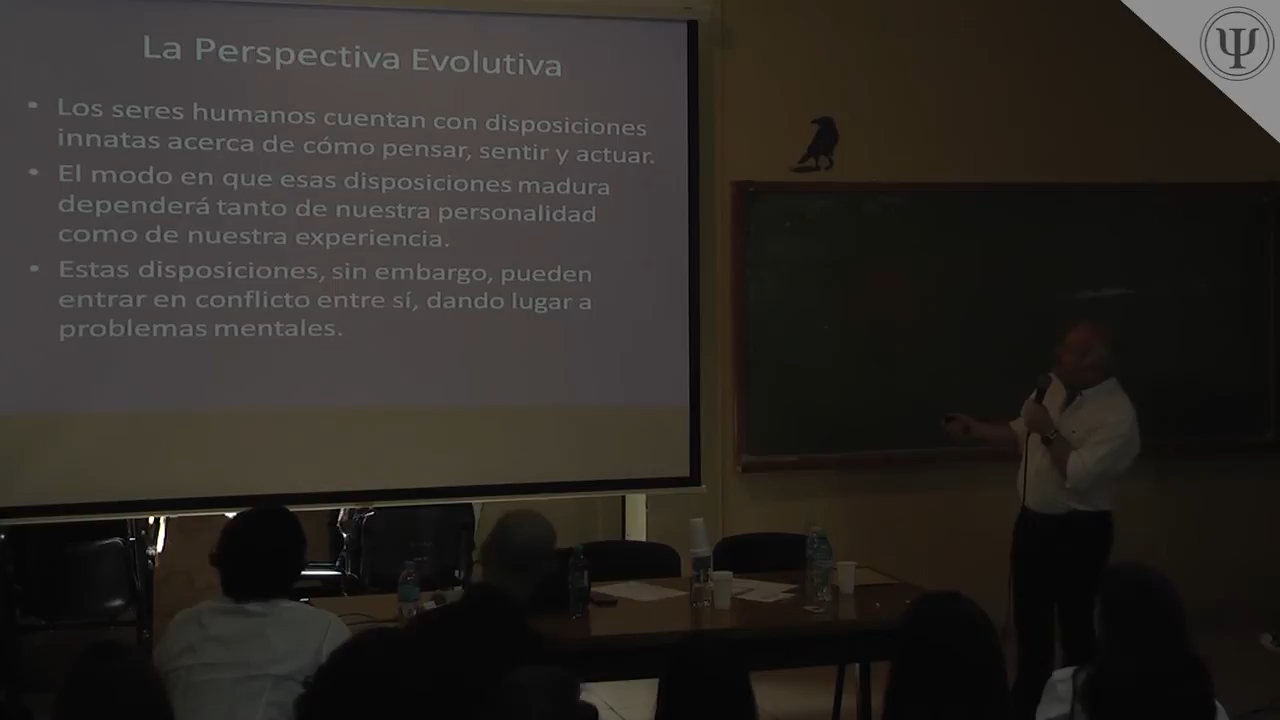 La Perspectiva Evolutiva
• Los seres humanos cuentan con disposiciones
innatas acerca de cómo pensar, sentir y actuar.
• El modo en que esas disposiciones madura
dependerá tanto de nuestra personalidad
como de nuestra experiencia.
• Estas disposiciones, sin embargo, pueden
entrar en conflicto entre sí, dando lugar a
problemas mentales.
Ψ